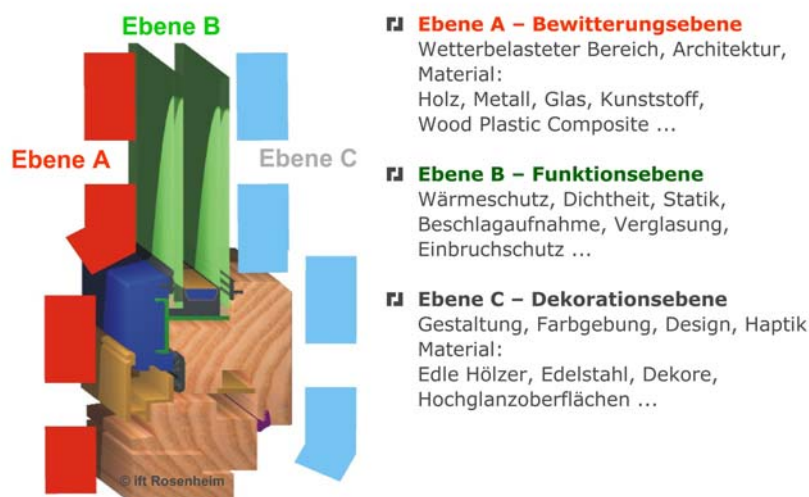 Ebene B
Ebene A
Ebene C
© ift Rosenheim
Ebene A – Bewitterungsebene
Wetterbelasteter Bereich, Architektur,
Material:
Holz, Metall, Glas, Kunststoff,
Wood Plastic Composite ...
Ebene B – Funktionsebene
Wärmeschutz, Dichtheit, Statik,
Beschlagaufnahme, Verglasung,
Einbruchschutz ...
Ebene C – Dekorationsebene
Gestaltung, Farbgebung, Design, Haptik
Material:
Edle Hölzer, Edelstahl, Dekore,
Hochglanzoberflächen ...